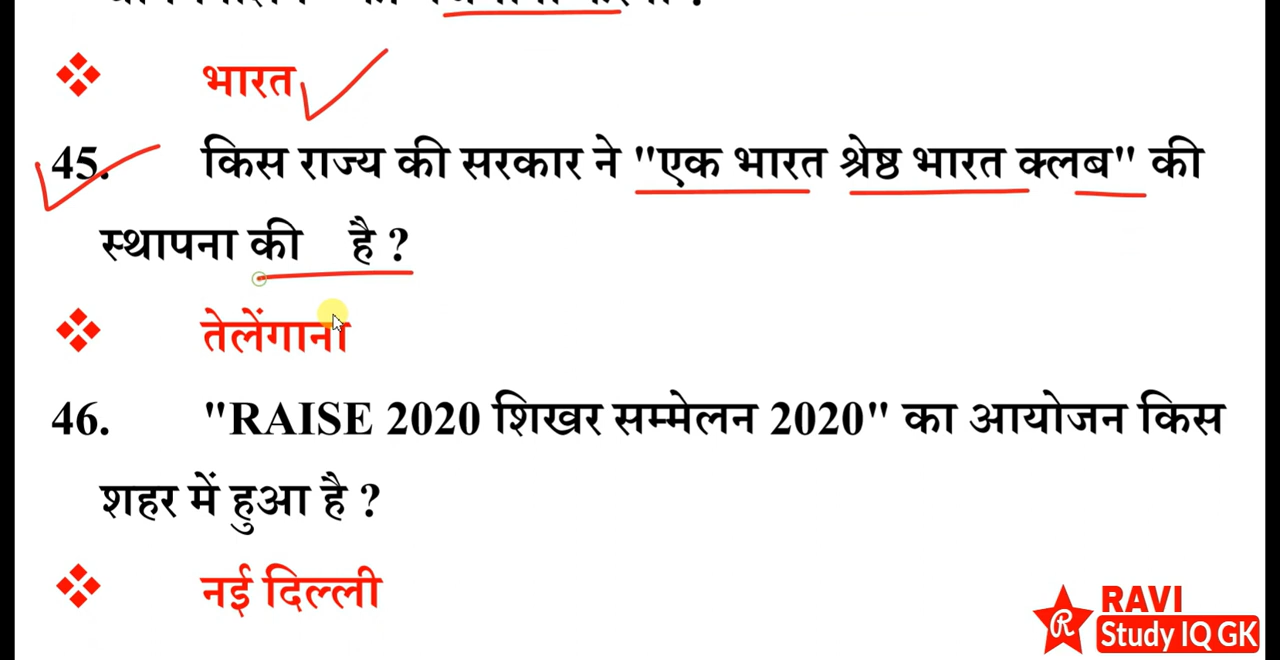 भारत
45. किस राज्य की सरकार ने "एक भारत श्रेष्ठ भारत क्लब" की
स्थापना की है ?
तेलेंगाना
46. "RAISE 2020 शिखर सम्मेलन 2020" का आयोजन किस
शहर में हुआ है ?
नई दिल्ली
RAVI
R Study IQ GK